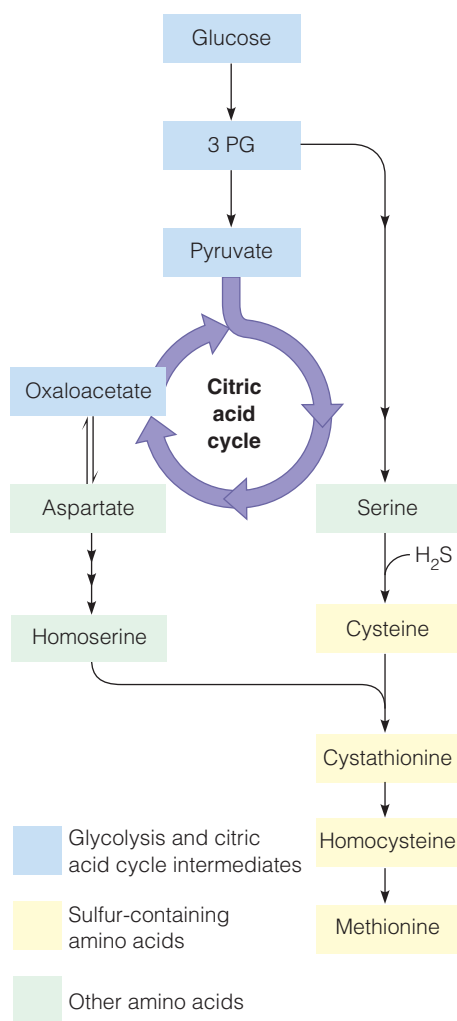 Glucose
3 PG
Pyruvate
Oxaloacetate
Citric
acid
cycle
Aspartate
Serine
H₂S
Homoserine
Cysteine
Cystathionine
Homocysteine
Methionine
Glycolysis and citric
acid cycle intermediates
Sulfur-containing
amino acids
Other amino acids